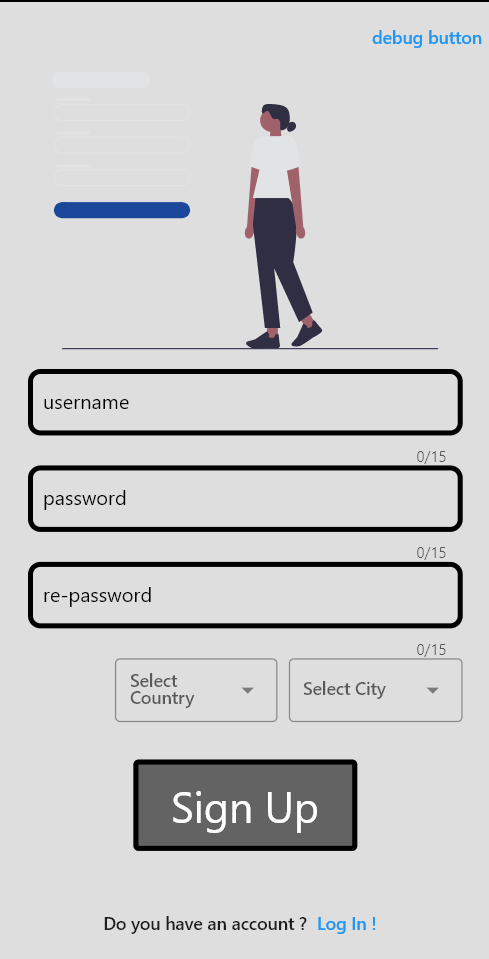 debug button
username
0/15
password
0/15
re-password
0/15
Select
Country
Select City
Sign Up
Do you have an account ? Log In !